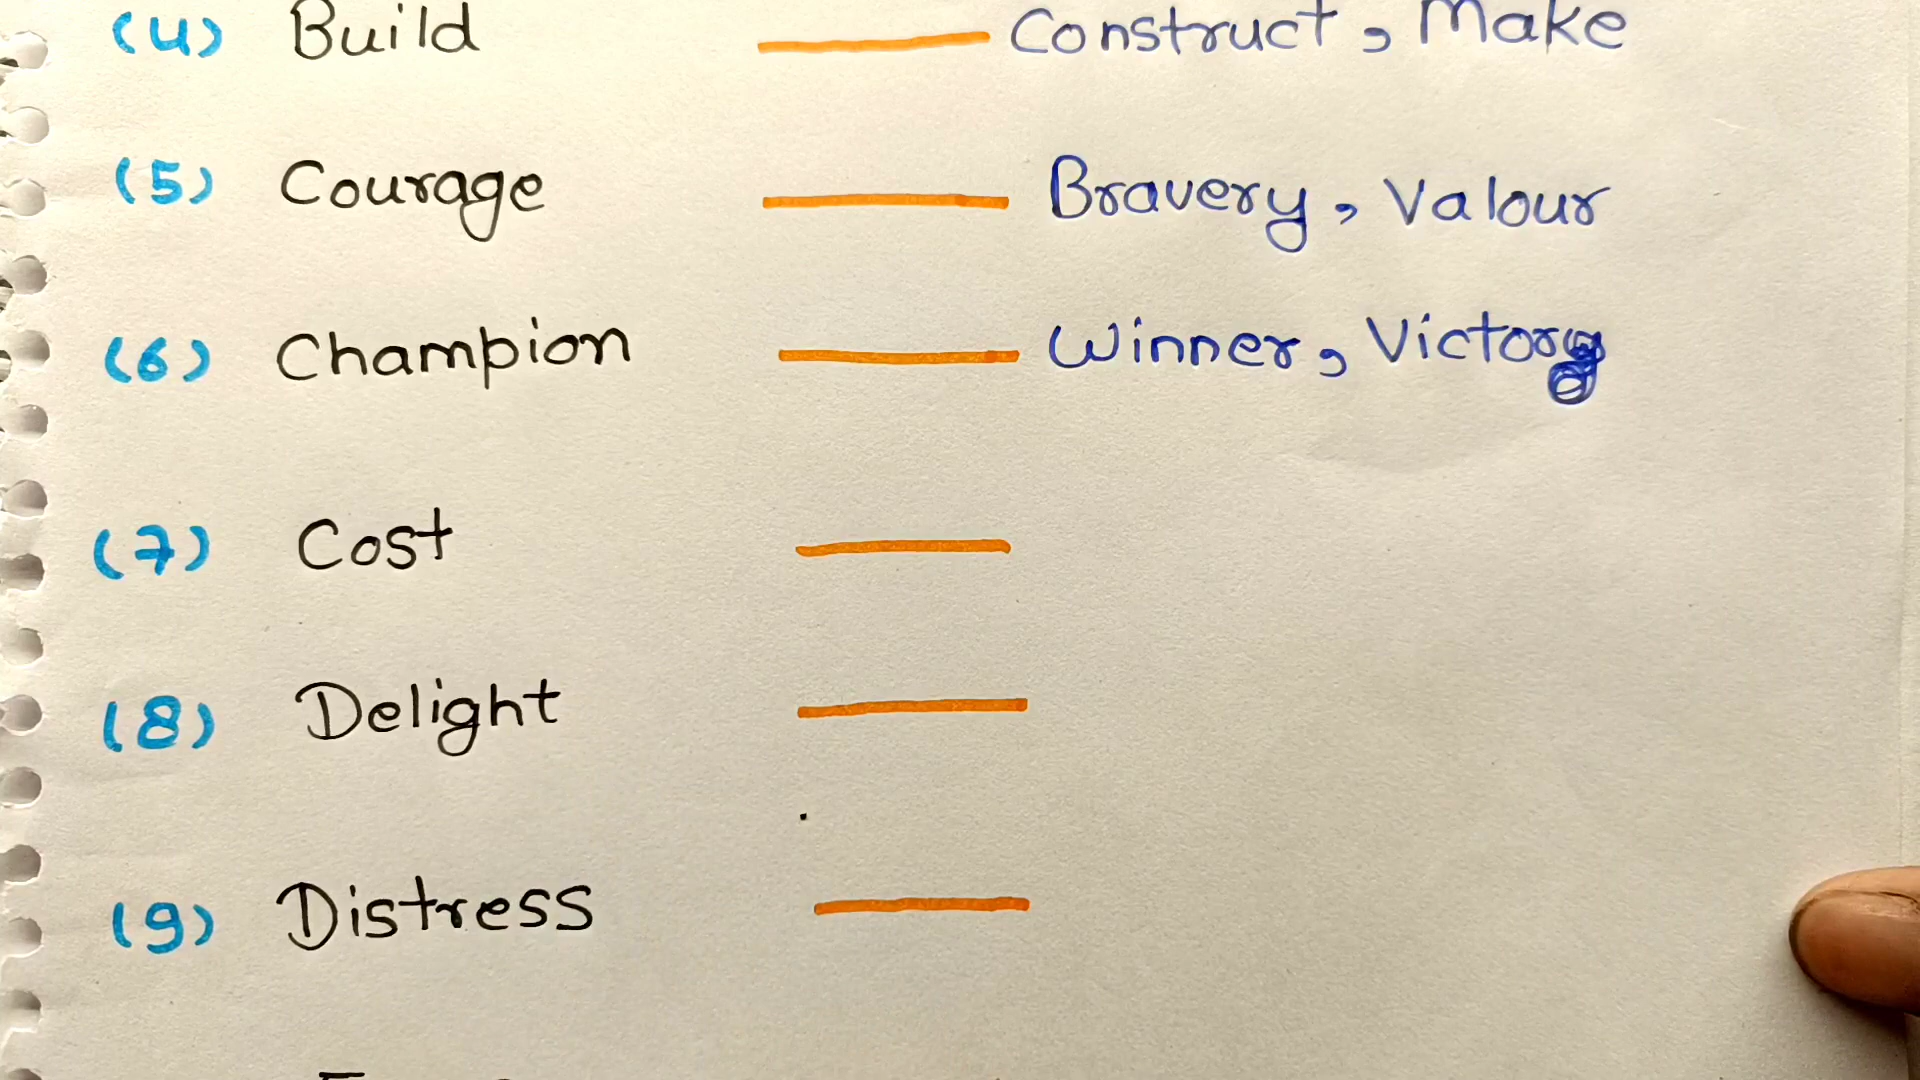 (4) Build — Construct, Make
(5) Courage — Bravery, Valour
(6) Champion — Winner, Victory
(7) Cost —
(8) Delight —
(9) Distress —